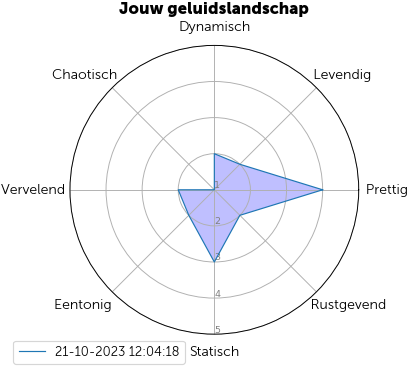 Jouw geluidslandschap
Dynamisch
Chaotisch
Levendig
Vervelend
Prettig
1
2
3
4
5
Eentonig
Rustgevend
21-10-2023 12:04:18
Statisch